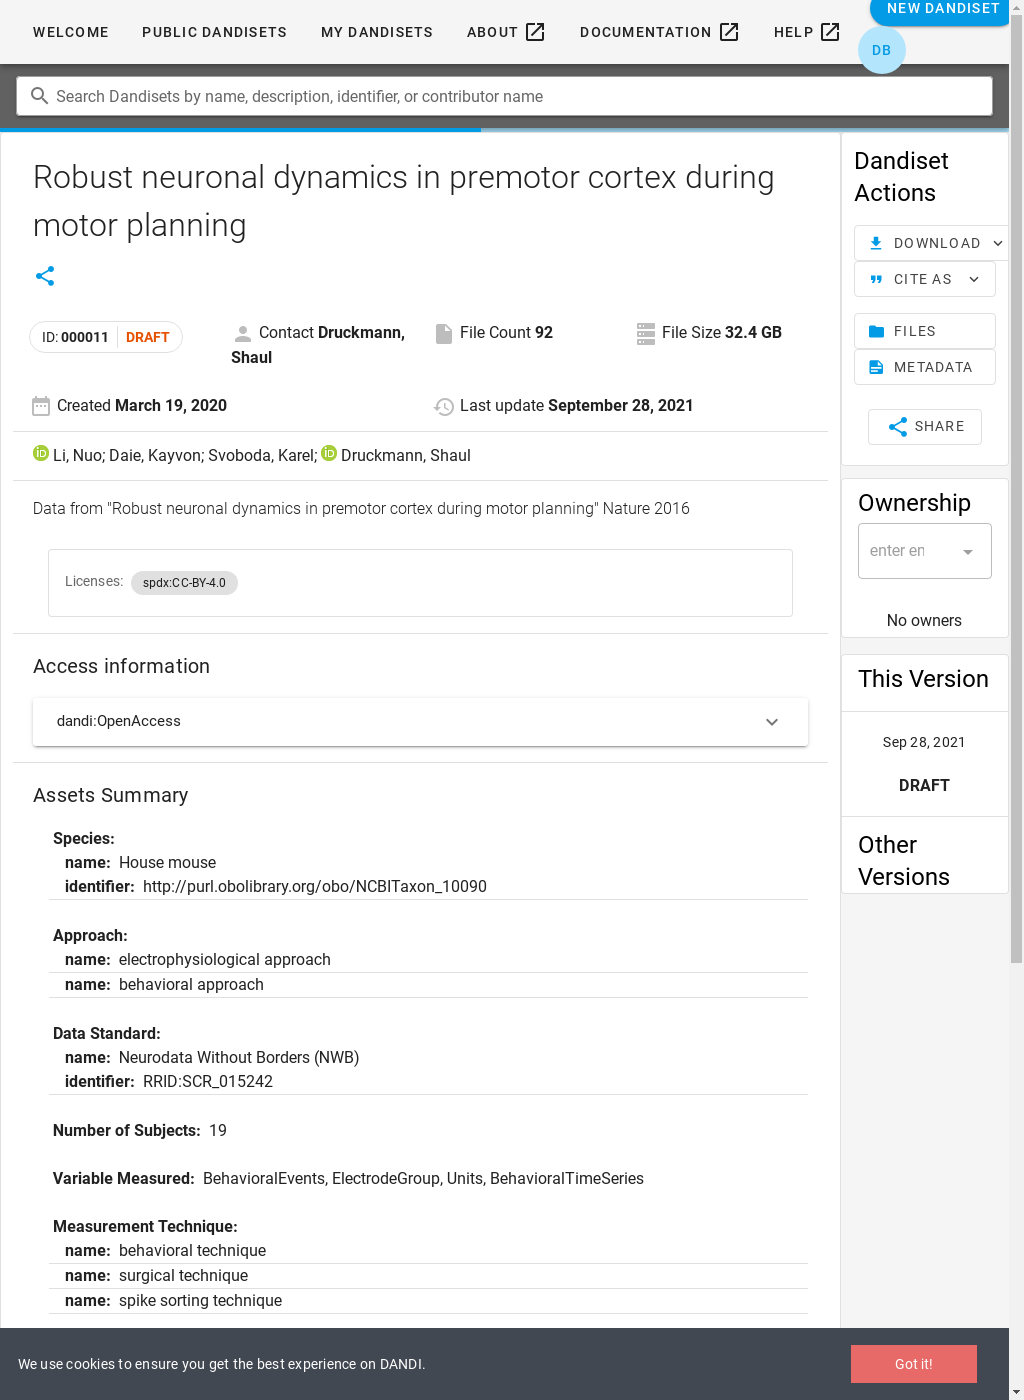 WELCOME PUBLIC DANDISETS MY DANDISETS ABOUT DOCUMENTATION HELP NEW DANDISET
DB
Search Dandisets by name, description, identifier, or contributor name
Robust neuronal dynamics in premotor cortex during
motor planning
ID: 000011 DRAFT
Contact Druckmann,
Shaul
File Count 92
File Size 32.4 GB
Created March 19, 2020
Last update September 28, 2021
Li, Nuo; Daie, Kayvon; Svoboda, Karel; Druckmann, Shaul
Data from "Robust neuronal dynamics in premotor cortex during motor planning" Nature 2016
Licenses: spdx:CC-BY-4.0
Access information
dandi:OpenAccess
Assets Summary
Species:
name: House mouse
identifier: http://purl.obolibrary.org/obo/NCBITaxon_10090
Approach:
name: electrophysiological approach
name: behavioral approach
Data Standard:
name: Neurodata Without Borders (NWB)
identifier: RRID:SCR_015242
Number of Subjects: 19
Variable Measured: BehavioralEvents, ElectrodeGroup, Units, BehavioralTimeSeries
Measurement Technique:
name: behavioral technique
name: surgical technique
name: spike sorting technique
Dandiset
Actions
DOWNLOAD
CITE AS
FILES
METADATA
SHARE
Ownership
enter en
No owners
This Version
Sep 28, 2021
DRAFT
Other
Versions
We use cookies to ensure you get the best experience on DANDI.
Got it!